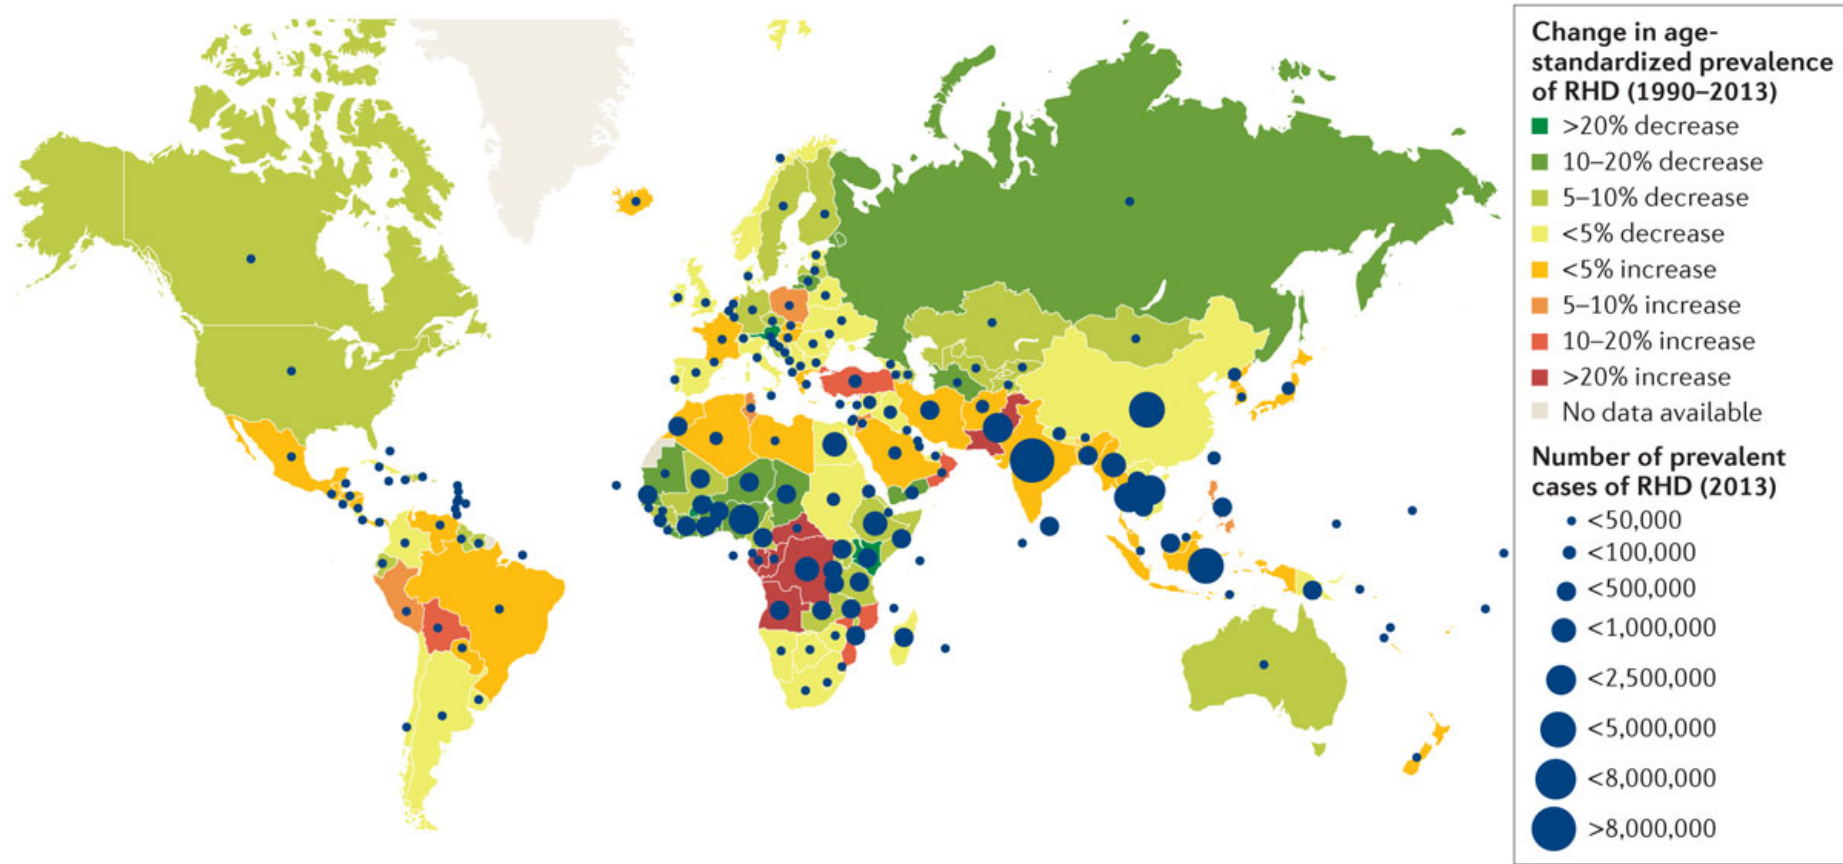 Change in age-
standardized prevalence
of RHD (1990–2013)
>20% decrease
10–20% decrease
5–10% decrease
<5% decrease
<5% increase
5–10% increase
10–20% increase
>20% increase
No data available
Number of prevalent
cases of RHD (2013)
<50,000
<100,000
<500,000
<1,000,000
<2,500,000
<5,000,000
<8,000,000
>8,000,000